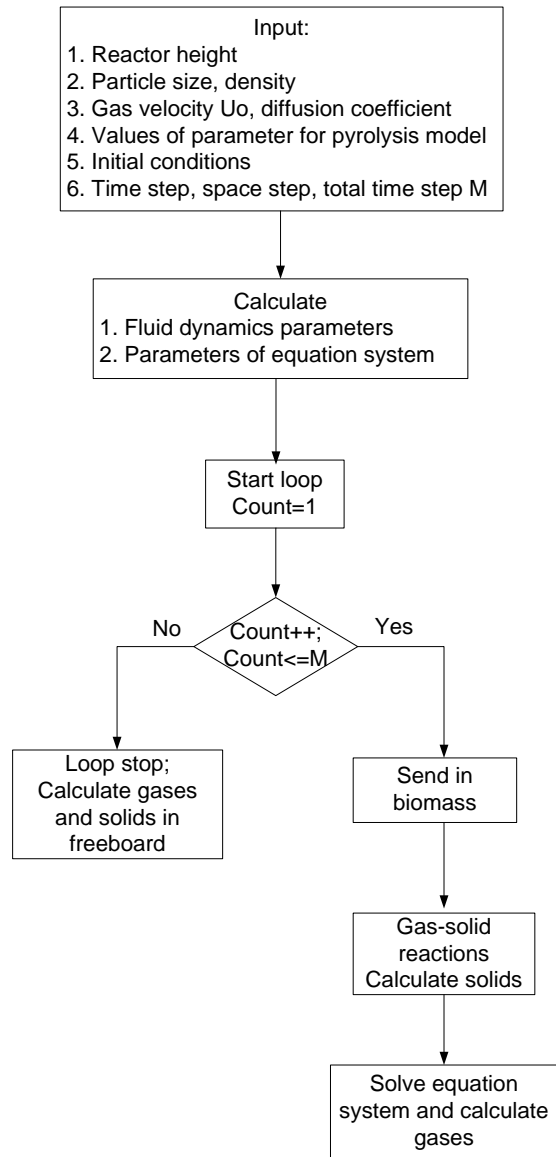 Input:
1. Reactor height
2. Particle size, density
3. Gas velocity Uo, diffusion coefficient
4. Values of parameter for pyrolysis model
5. Initial conditions
6. Time step, space step, total time step M
Calculate
1. Fluid dynamics parameters
2. Parameters of equation system
Start loop
Count=1
No
Count++;
Count<=M
Yes
Loop stop;
Calculate gases
and solids in
freeboard
Send in
biomass
Gas-solid
reactions
Calculate solids
Solve equation
system and calculate
gases